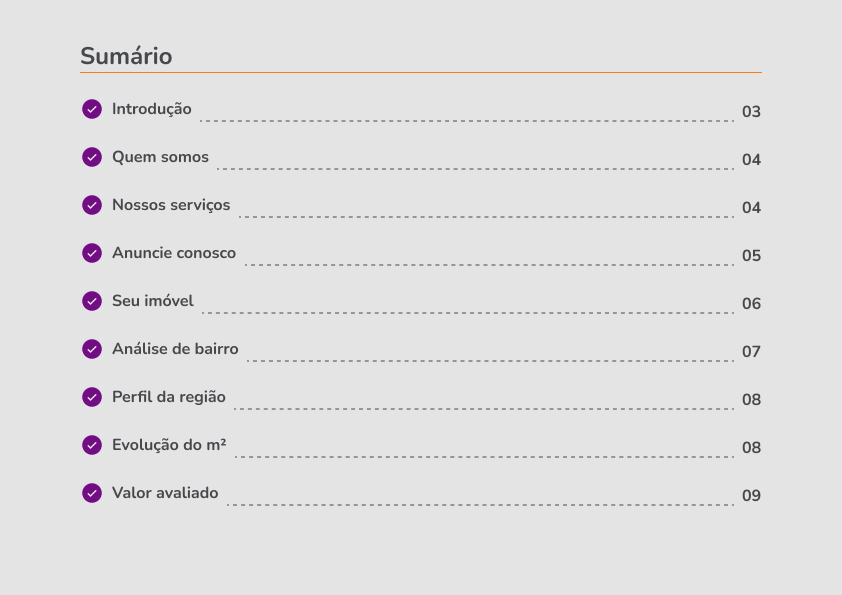 Sumário
Introdução 03
Quem somos 04
Nossos serviços 04
Anuncie conosco 05
Seu imóvel 06
Análise de bairro 07
Perfil da região 08
Evolução do m² 08
Valor avaliado 09